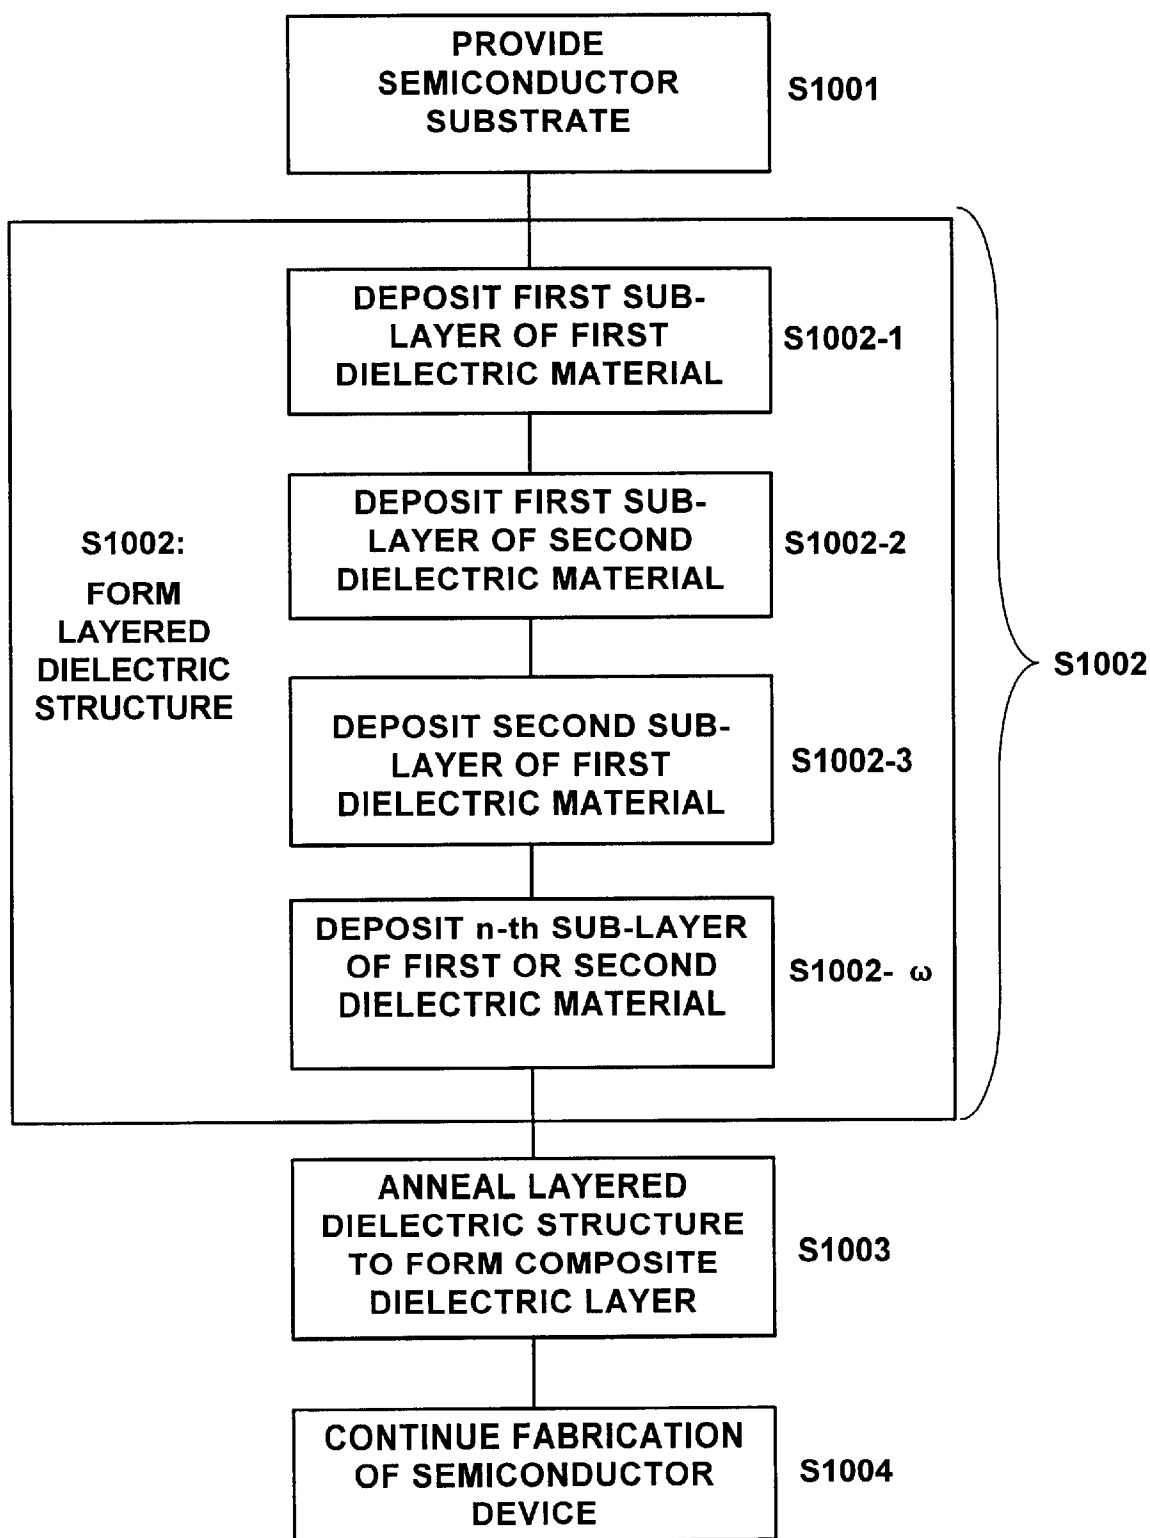 PROVIDE
SEMICONDUCTOR
SUBSTRATE
S1001
DEPOSIT FIRST SUB-
LAYER OF FIRST
DIELECTRIC MATERIAL
S1002-1
DEPOSIT FIRST SUB-
LAYER OF SECOND
DIELECTRIC MATERIAL
S1002-2
S1002:
FORM
LAYERED
DIELECTRIC
STRUCTURE
S1002
DEPOSIT SECOND SUB-
LAYER OF FIRST
DIELECTRIC MATERIAL
S1002-3
DEPOSIT n-th SUB-LAYER
OF FIRST OR SECOND
DIELECTRIC MATERIAL
S1002- ω
ANNEAL LAYERED
DIELECTRIC STRUCTURE
TO FORM COMPOSITE
DIELECTRIC LAYER
S1003
CONTINUE FABRICATION
OF SEMICONDUCTOR
DEVICE
S1004